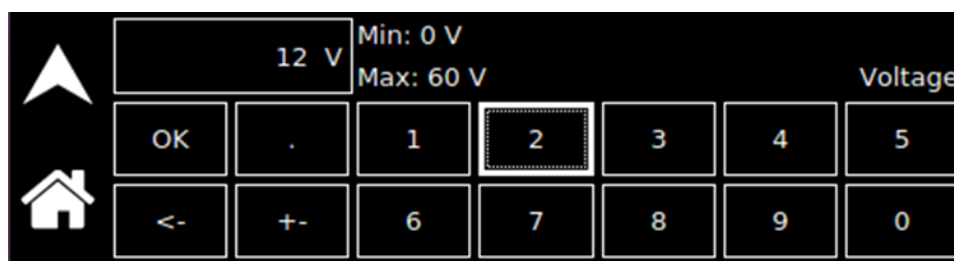 12 V
Min: 0 V
Max: 60 V
Voltage
OK . 1 2 3 4 5
<- +- 6 7 8 9 0